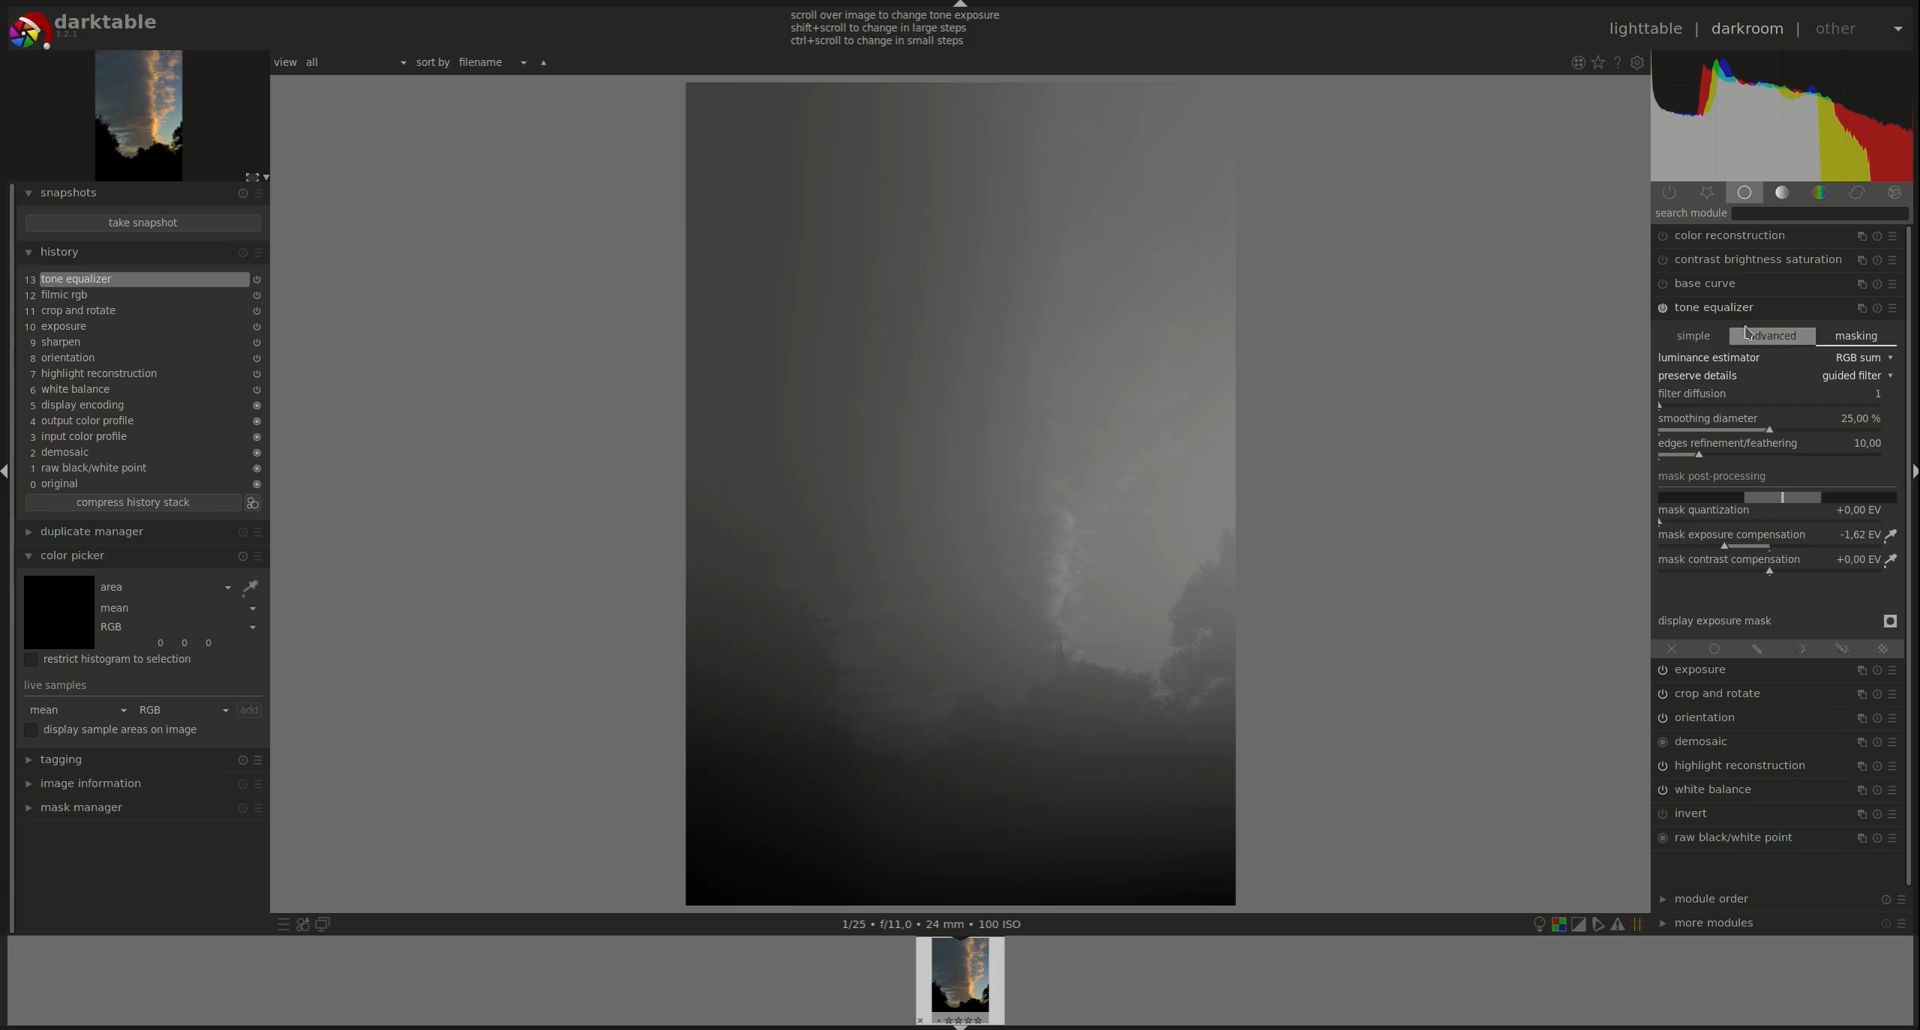 darktable
3.2.1
scroll over image to change tone exposure
shift+scroll to change in large steps
ctrl+scroll to change in small steps
lighttable | darkroom | other
view all sort by filename
snapshots
take snapshot
history
13 tone equalizer
12 filmic rgb
11 crop and rotate
10 exposure
9 sharpen
8 orientation
7 highlight reconstruction
6 white balance
5 display encoding
4 output color profile
3 input color profile
2 demosaic
1 raw black/white point
0 original
compress history stack
duplicate manager
color picker
area
mean
RGB
0 0 0
restrict histogram to selection
live samples
mean RGB add
display sample areas on image
tagging
image information
mask manager
1/25 • f/11,0 • 24 mm • 100 ISO
search module
color reconstruction
contrast brightness saturation
base curve
tone equalizer
simple advanced masking
luminance estimator RGB sum
preserve details guided filter
filter diffusion 1
smoothing diameter 25,00 %
edges refinement/feathering 10,00
mask post-processing
mask quantization +0,00 EV
mask exposure compensation -1,62 EV
mask contrast compensation +0,00 EV
display exposure mask
exposure
crop and rotate
orientation
demosaic
highlight reconstruction
white balance
invert
raw black/white point
module order
more modules